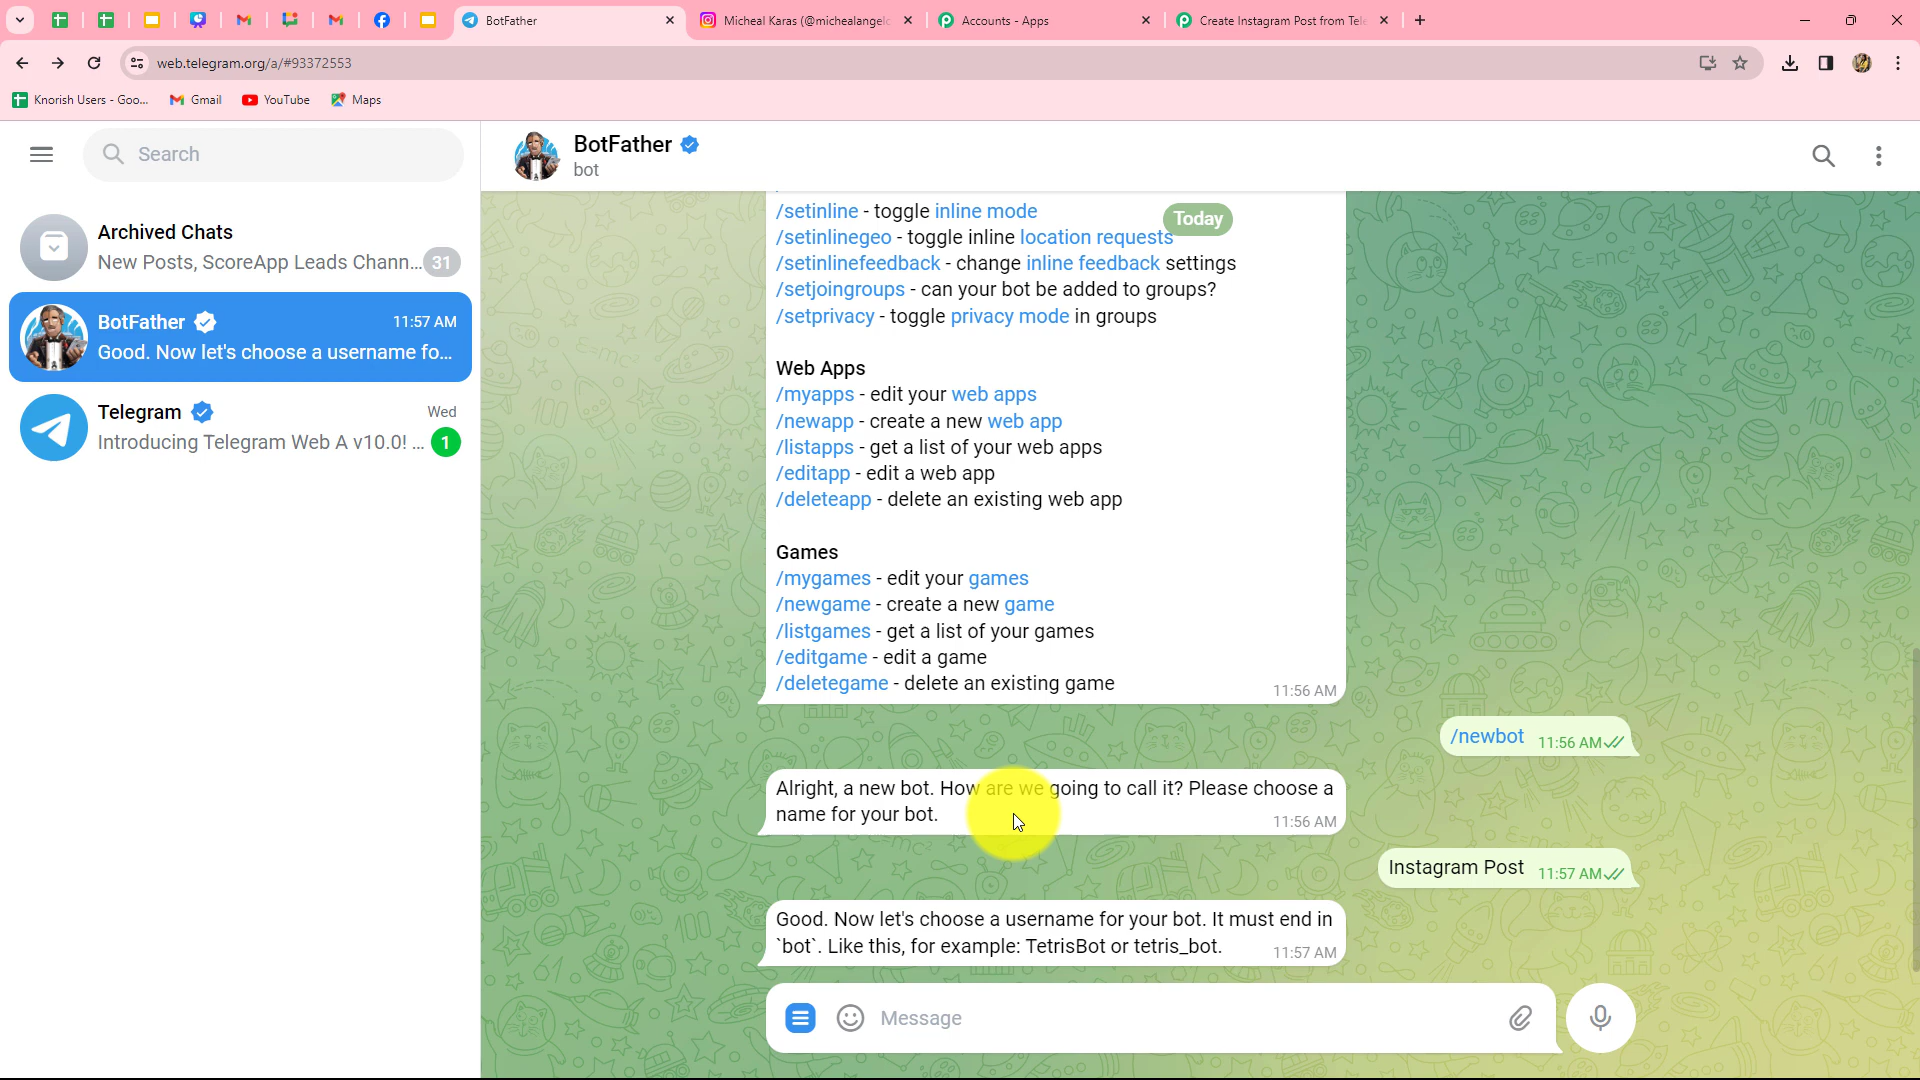 BotFather
Micheal Karas (@michealangelo
Accounts - Apps
Create Instagram Post from Tele
web.telegram.org/a/#93372553
Knorish Users - Goo...
Gmail
YouTube
Maps
Search
Archived Chats
New Posts, ScoreApp Leads Chann...
31
BotFather
11:57 AM
Good. Now let's choose a username fo...
Telegram
Wed
Introducing Telegram Web A v10.0! ...
1
BotFather
bot
Today
/setinline - toggle inline mode
/setinlinegeo - toggle inline location requests
/setinlinefeedback - change inline feedback settings
/setjoingroups - can your bot be added to groups?
/setprivacy - toggle privacy mode in groups
Web Apps
/myapps - edit your web apps
/newapp - create a new web app
/listapps - get a list of your web apps
/editapp - edit a web app
/deleteapp - delete an existing web app
Games
/mygames - edit your games
/newgame - create a new game
/listgames - get a list of your games
/editgame - edit a game
/deletegame - delete an existing game
11:56 AM
/newbot 11:56 AM
Alright, a new bot. How are we going to call it? Please choose a
name for your bot.
11:56 AM
Instagram Post 11:57 AM
Good. Now let's choose a username for your bot. It must end in
`bot`. Like this, for example: TetrisBot or tetris_bot.
11:57 AM
Message